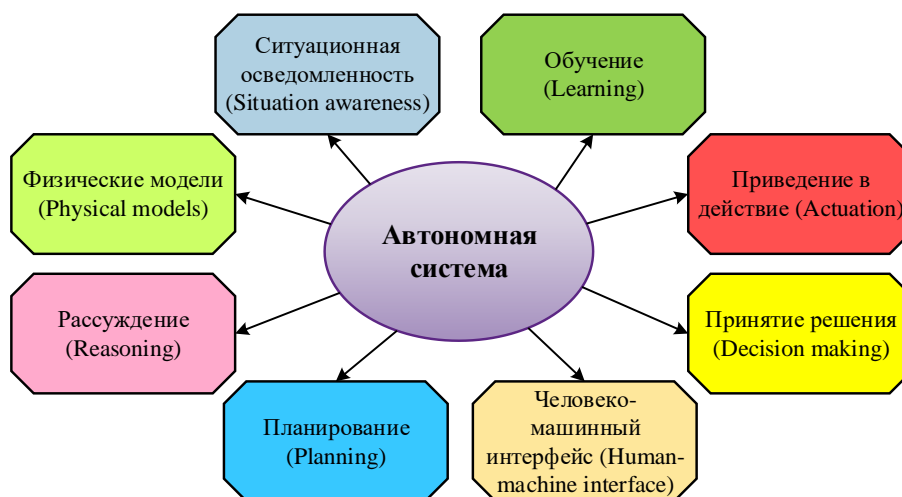 Ситуационная
осведомленность
(Situation awareness)
Обучение
(Learning)
Физические модели
(Physical models)
Приведение в
действие (Actuation)
Автономная
система
Рассуждение
(Reasoning)
Принятие решения
(Decision making)
Планирование
(Planning)
Человеко-
машинный
интерфейс (Human-
machine interface)